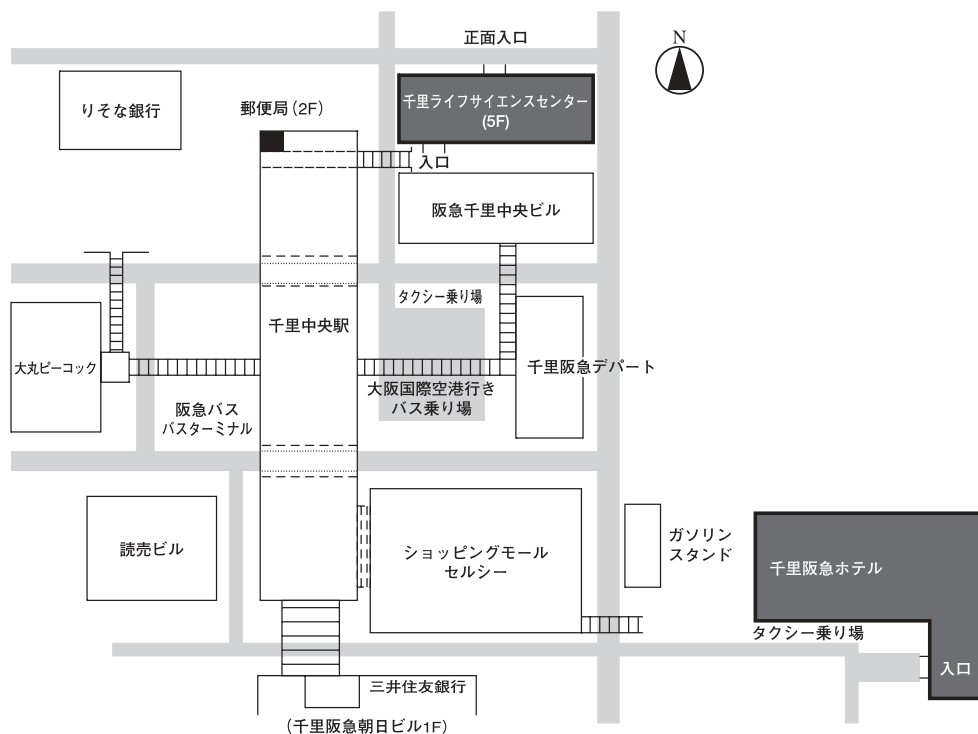 正面入口
N
千里ライフサイエンスセンター
(5F)
りそな銀行
郵便局(2F)
入口
阪急千里中央ビル
タクシー乗り場
千里中央駅
大丸ピーコック
千里阪急デパート
大阪国際空港行き
バス乗り場
阪急バス
バスターミナル
読売ビル
ショッピングモール
セルシー
ガソリン
スタンド
千里阪急ホテル
タクシー乗り場
入口
三井住友銀行
(千里阪急朝日ビル1F)